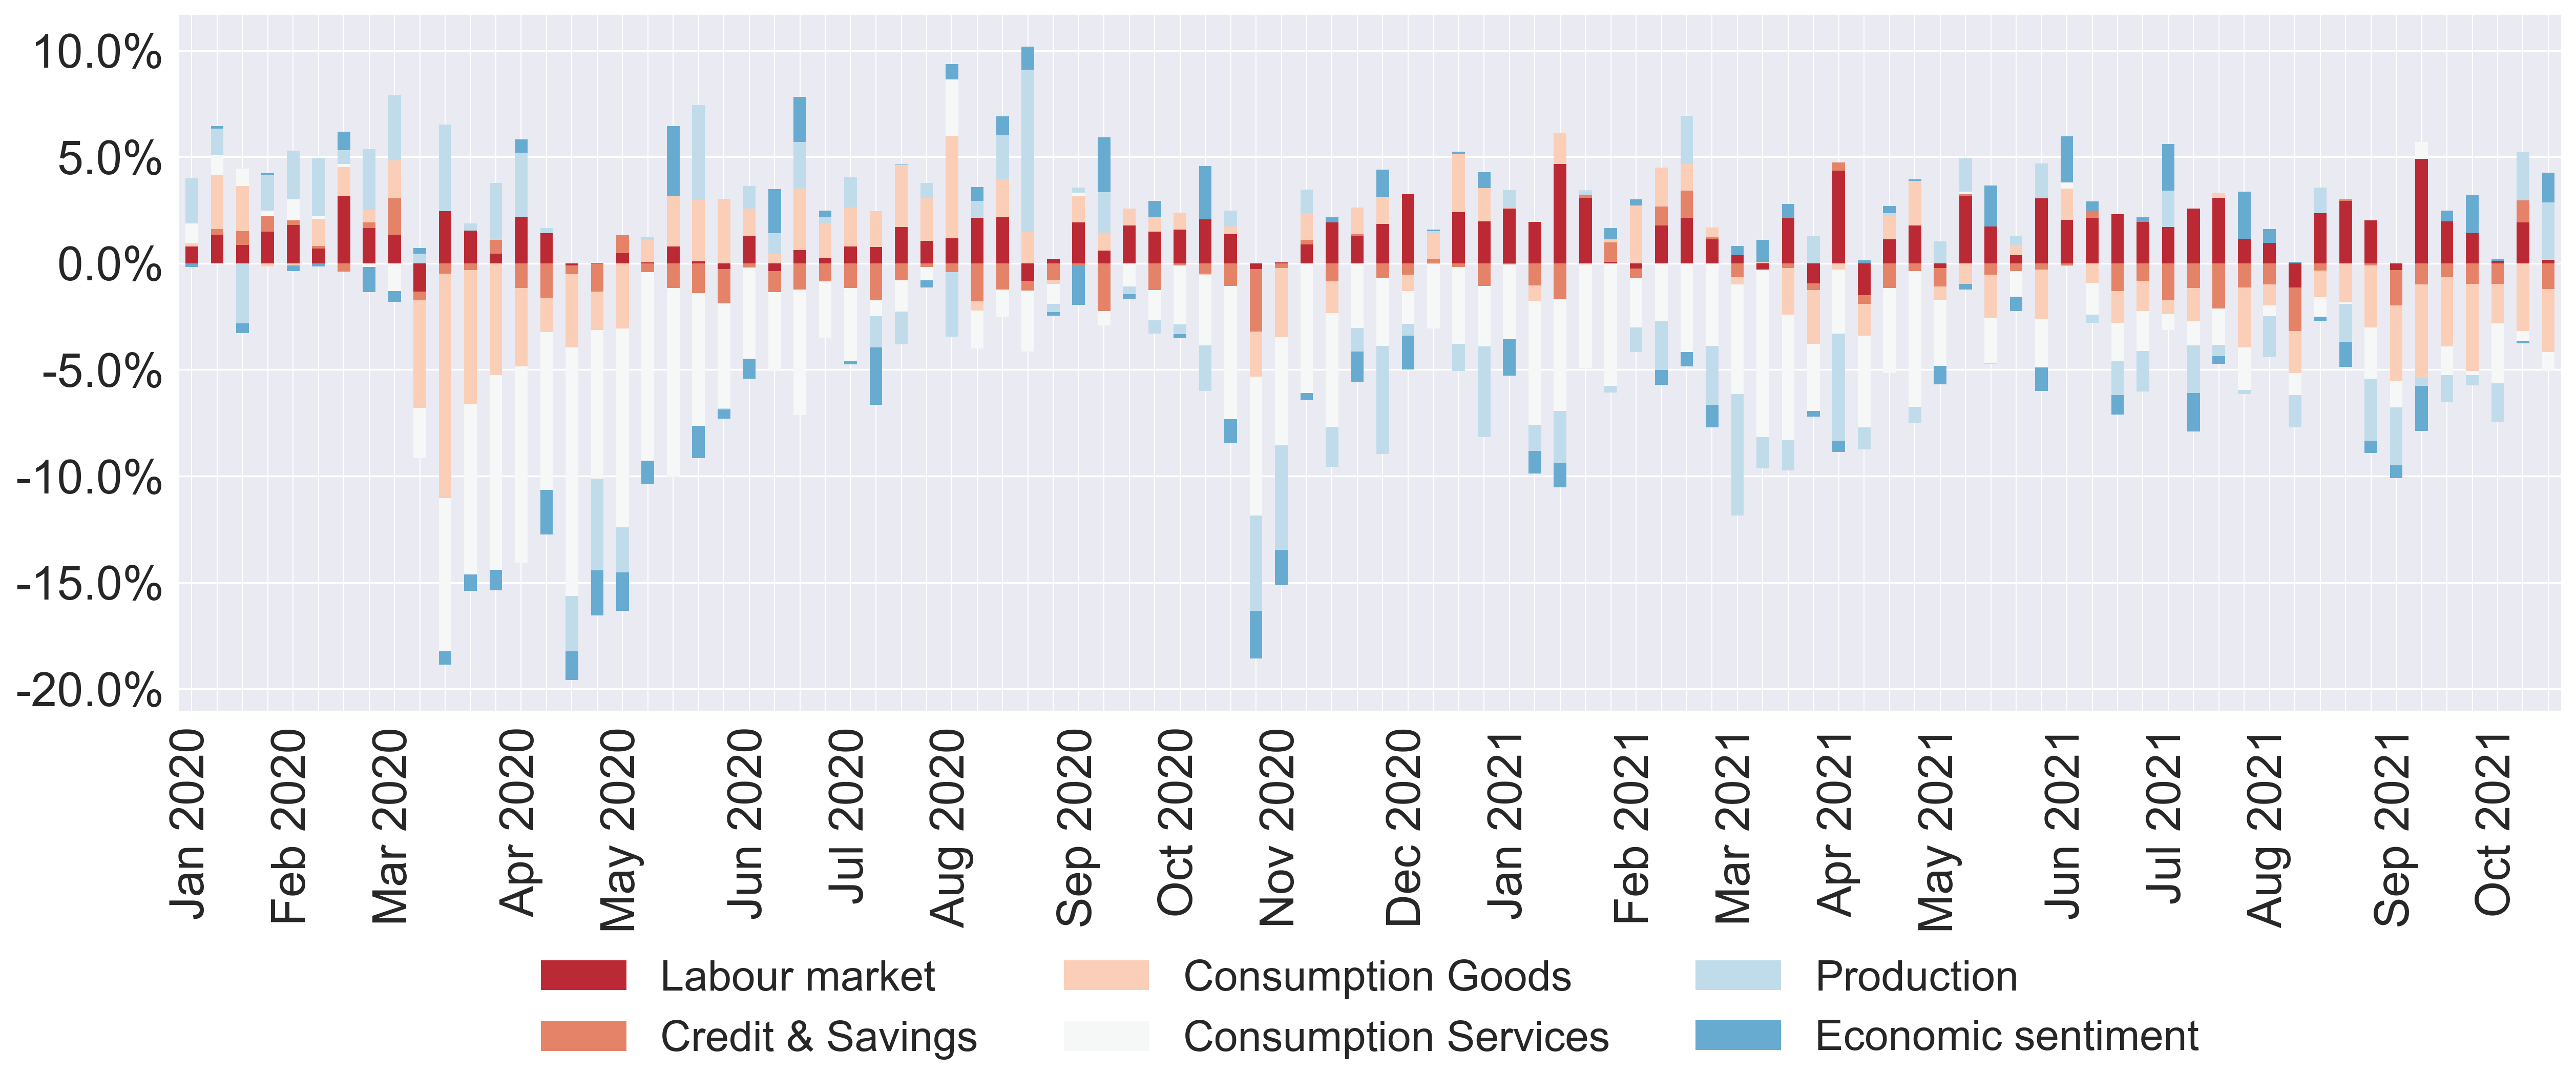 10.0%
5.0%
0.0%
-5.0%
-10.0%
-15.0%
-20.0%
Jan 2020
Feb 2020
Mar 2020
Apr 2020
May 2020
Jun 2020
Jul 2020
Aug 2020
Sep 2020
Oct 2020
Nov 2020
Dec 2020
Jan 2021
Feb 2021
Mar 2021
Apr 2021
May 2021
Jun 2021
Jul 2021
Aug 2021
Sep 2021
Oct 2021
Labour market
Consumption Goods
Production
Credit & Savings
Consumption Services
Economic sentiment